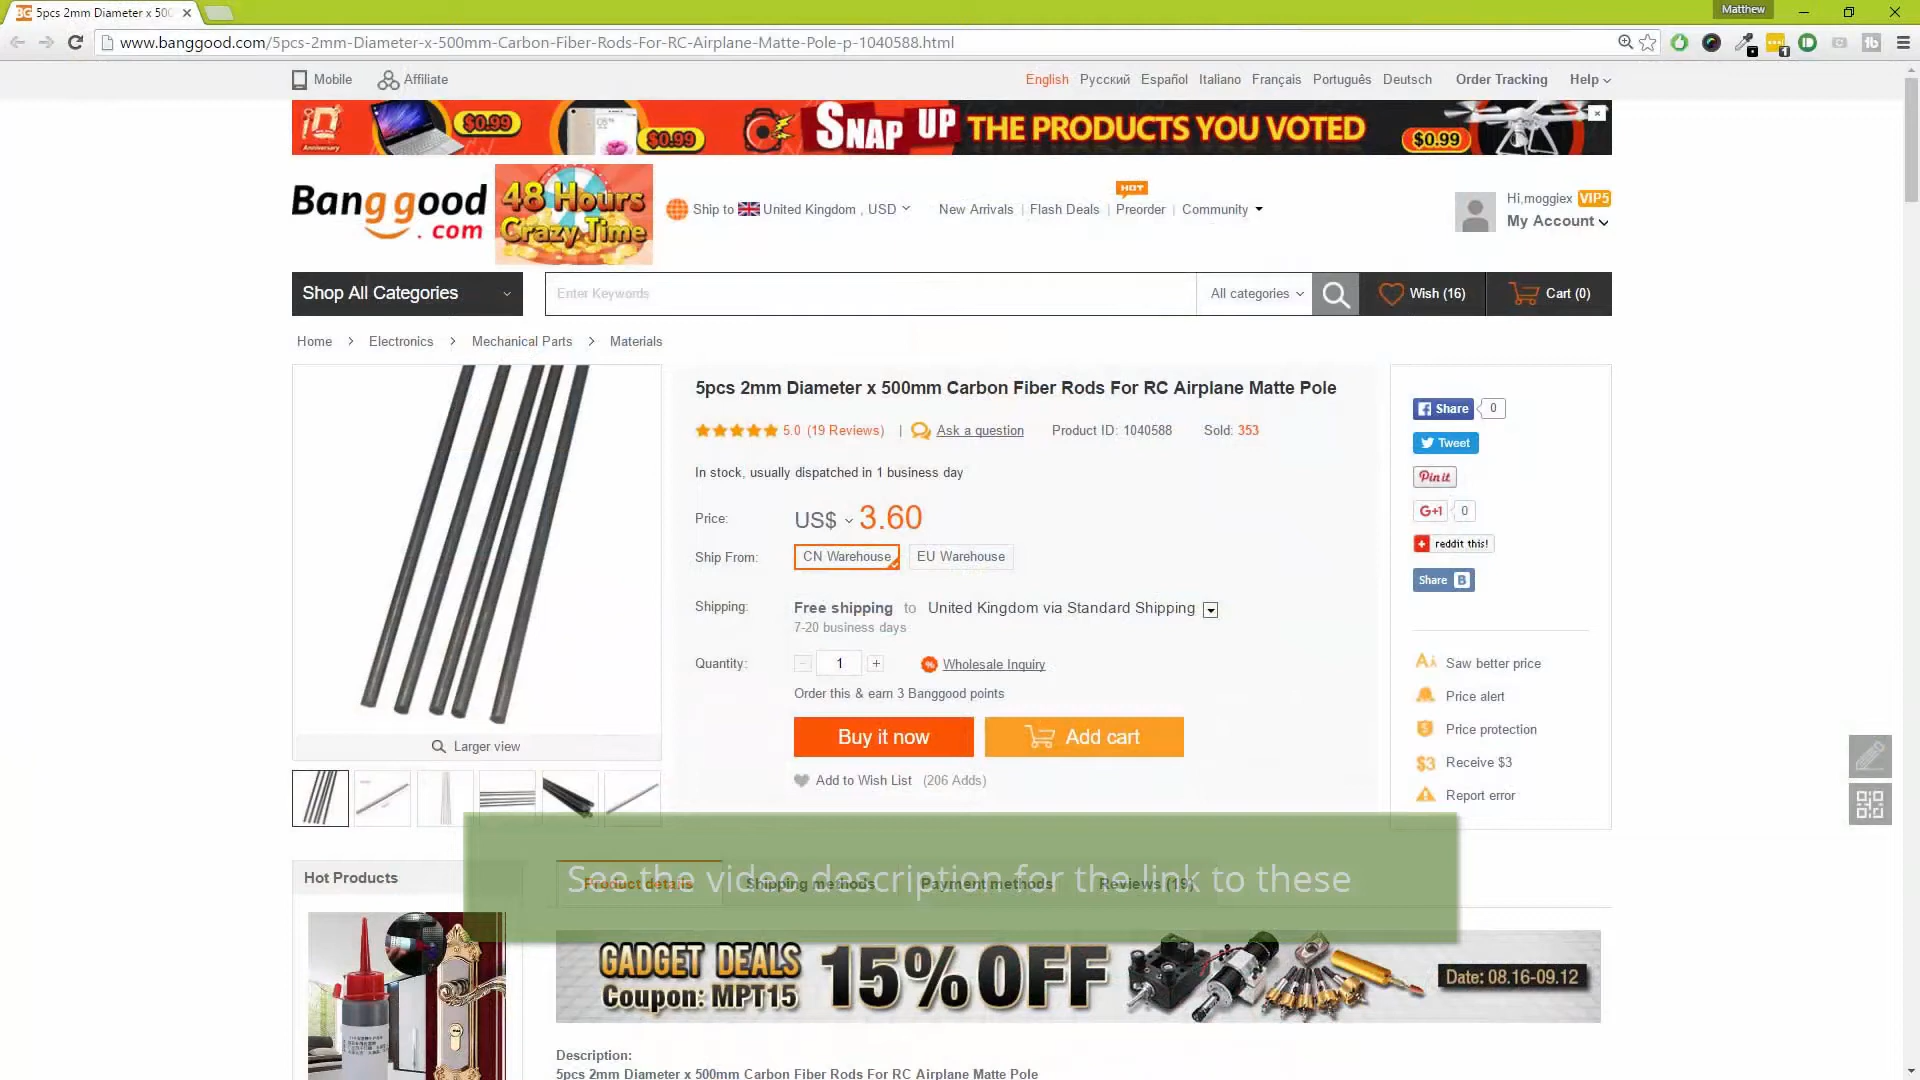 5pcs 2mm Diameter x 500
Matthew
www.banggood.com/5pcs-2mm-Diameter-x-500mm-Carbon-Fiber-Rods-For-RC-Airplane-Matte-Pole-p-1040588.html
Mobile Affiliate English Русский Español Italiano Français Português Deutsch Order Tracking Help
Anniversary $0.99 $0.99 SNAP UP THE PRODUCTS YOU VOTED $0.99
Banggood.com
48 Hours Crazy Time
Ship to United Kingdom , USD New Arrivals | Flash Deals | Preorder | Community
HOT
Hi,mogglex VIP5
My Account
Shop All Categories Enter Keywords All categories Wish (16) Cart (0)
Home > Electronics > Mechanical Parts > Materials
5pcs 2mm Diameter x 500mm Carbon Fiber Rods For RC Airplane Matte Pole
5.0 (19 Reviews) | Ask a question Product ID: 1040588 Sold: 353
In stock, usually dispatched in 1 business day
Price: US$ 3.60
Ship From: CN Warehouse EU Warehouse
Shipping: Free shipping to United Kingdom via Standard Shipping
7-20 business days
Quantity: - 1 + Wholesale Inquiry
Order this & earn 3 Banggood points
Buy it now Add cart
Add to Wish List (206 Adds)
Larger view
Share 0
Tweet
Pin it
G+1 0
reddit this!
Share B
Saw better price
Price alert
Price protection
$3 Receive $3
Report error
Hot Products
Product details Shipping methods Payment methods Reviews (19)
See the video description for the link to these
GADGET DEALS
Coupon: MPT15
15%OFF
Date: 08.16-09.12
Description:
5pcs 2mm Diameter x 500mm Carbon Fiber Rods For RC Airplane Matte Pole